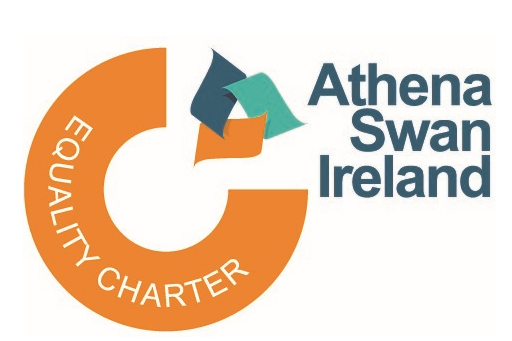 Athena
Swan
Ireland
EQUALITY CHARTER